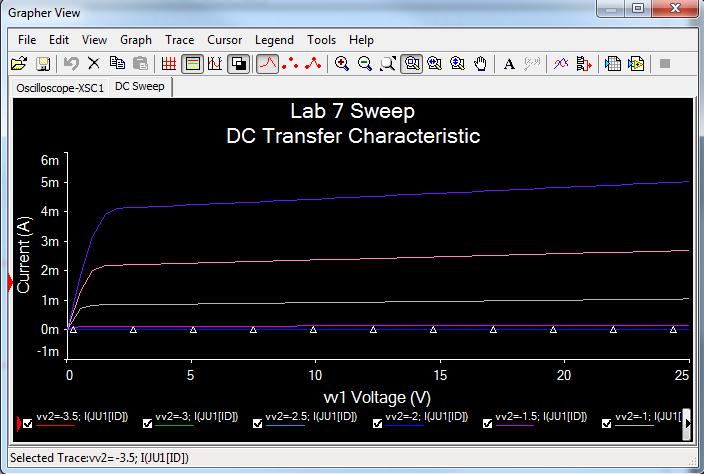 Grapher View
File Edit View Graph Trace Cursor Legend Tools Help
A
Oscilloscope-XSC1 DC Sweep
Lab 7 Sweep
DC Transfer Characteristic
6m
5m
4m
3m
2m
1m
0m
-1m
Current (A)
0 5 10 15 20 25
vv1 Voltage (V)
vv2=-3.5; I(JU1[ID]) vv2=-3; I(JU1[ID]) vv2=-2.5; I(JU1[ID]) vv2=-2; I(JU1[ID]) vv2=-1.5; I(JU1[ID]) vv2=-1; I(JU1[I
Selected Trace:vv2=-3.5; I(JU1[ID])